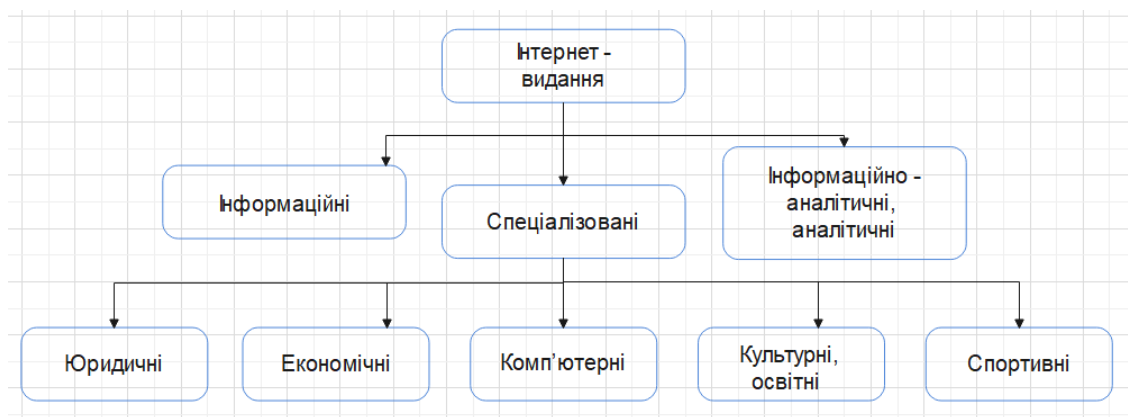 Інтернет -
видання
Інформаційні
Спеціалізовані
Інформаційно -
аналітичні,
аналітичні
Юридичні
Економічні
Комп’ютерні
Культурні,
освітні
Спортивні